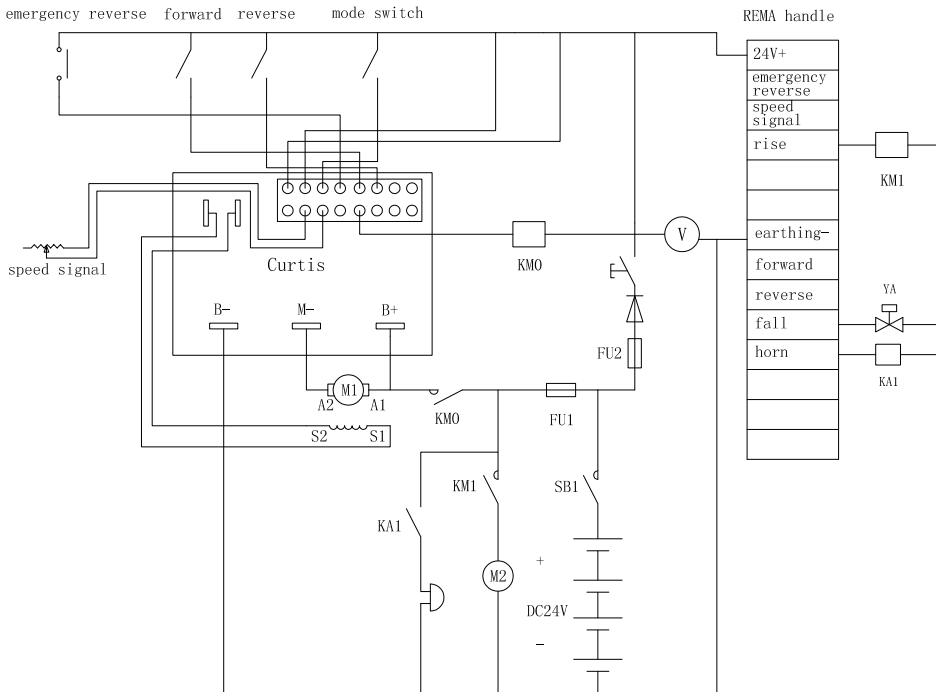 emergency reverse forward reverse mode switch REMA handle
24V+
emergency
reverse
speed
signal
rise
KM1
earthing-
V
KM0
Curtis
speed signal
forward
reverse
YA
B- M- B+
fall
horn
FU2
KA1
M1
A2 A1
KM0
FU1
S2 S1
KM1
SB1
KA1
+
M2
DC24V
-